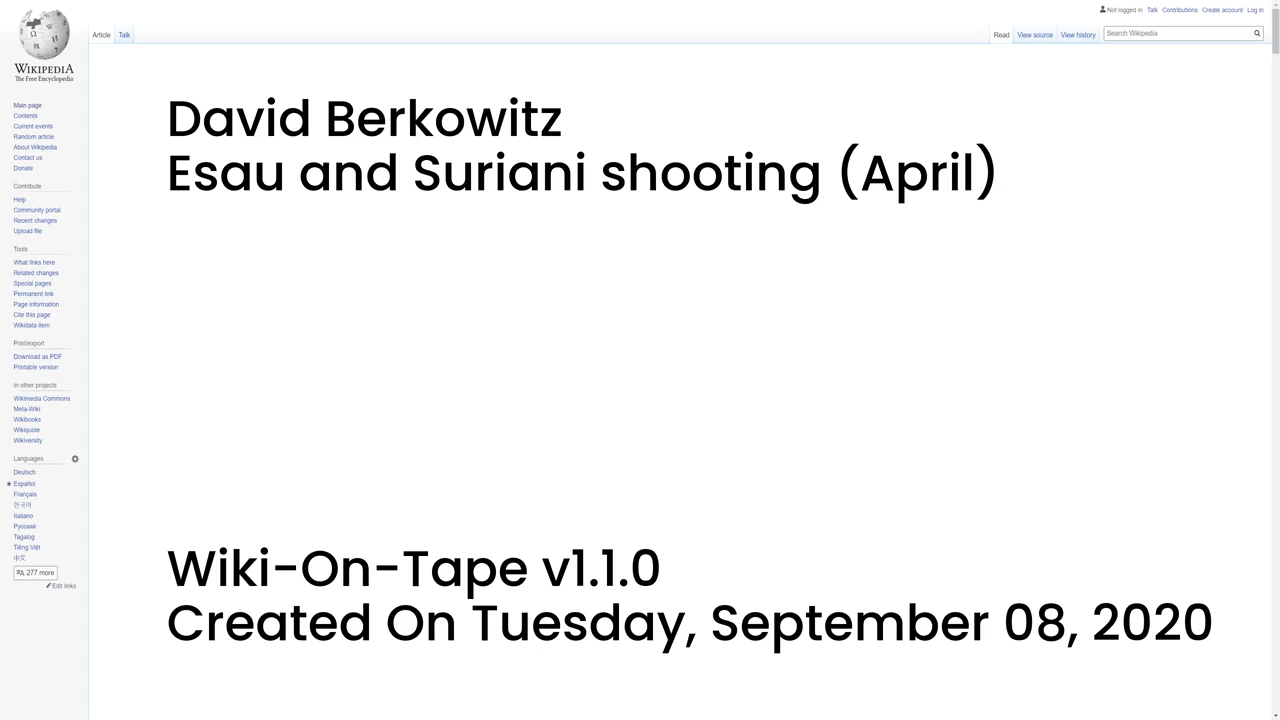 Not logged in Talk Contributions Create account Log in
Article Talk Read View source View history Search Wikipedia
WIKIPEDIA
The Free Encyclopedia
Main page
Contents
Current events
Random article
About Wikipedia
Contact us
Donate
Contribute
Help
Community portal
Recent changes
Upload file
Tools
What links here
Related changes
Special pages
Permanent link
Page information
Cite this page
Wikidata item
Print/export
Download as PDF
Printable version
In other projects
Wikimedia Commons
Meta-Wiki
Wikibooks
Wikiquote
Wikiversity
Languages
Deutsch
Español
Français
한국어
Italiano
Русский
Tagalog
Tiếng Việt
中文
277 more
Edit links
David Berkowitz
Esau and Suriani shooting (April)
Wiki-On-Tape v1.1.0
Created On Tuesday, September 08, 2020